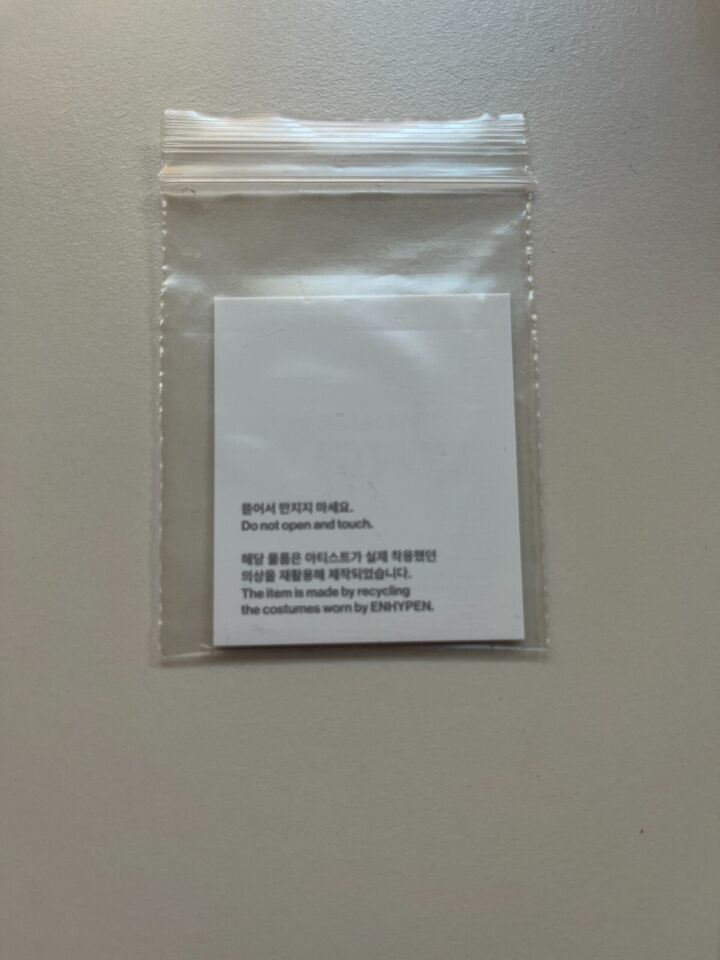 뜯어서 만지지 마세요.
Do not open and touch.
해당 물품은 아티스트가 실제 착용했던
의상을 재활용해 제작되었습니다.
The item is made by recycling
the costumes worn by ENHYPEN.